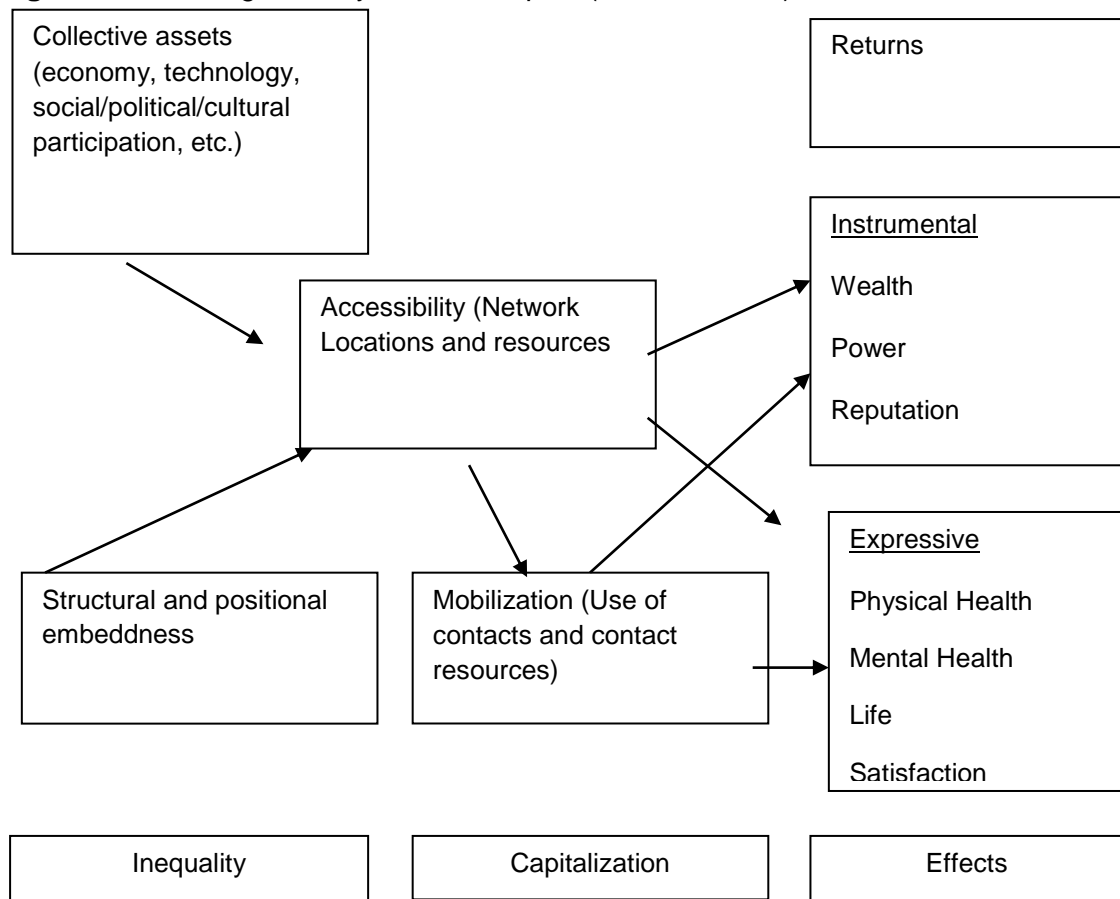 Collective assets
(economy, technology,
social/political/cultural
participation, etc.)
Returns
Instrumental
Wealth
Power
Reputation
Accessibility (Network
Locations and resources
Structural and positional
embeddness
Mobilization (Use of
contacts and contact
resources)
Expressive
Physical Health
Mental Health
Life
Satisfaction
Inequality
Capitalization
Effects